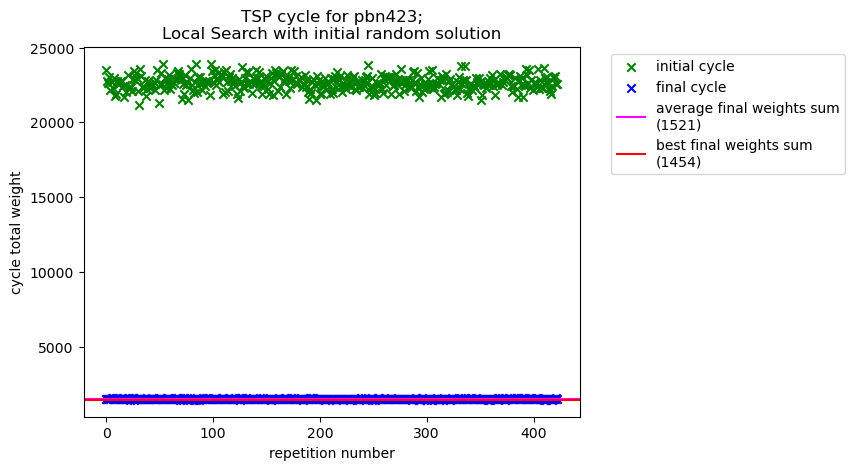 TSP cycle for pbn423;
Local Search with initial random solution
25000
20000
15000
10000
5000
cycle total weight
0
100
200
300
400
repetition number
initial cycle
final cycle
average final weights sum
(1521)
best final weights sum
(1454)